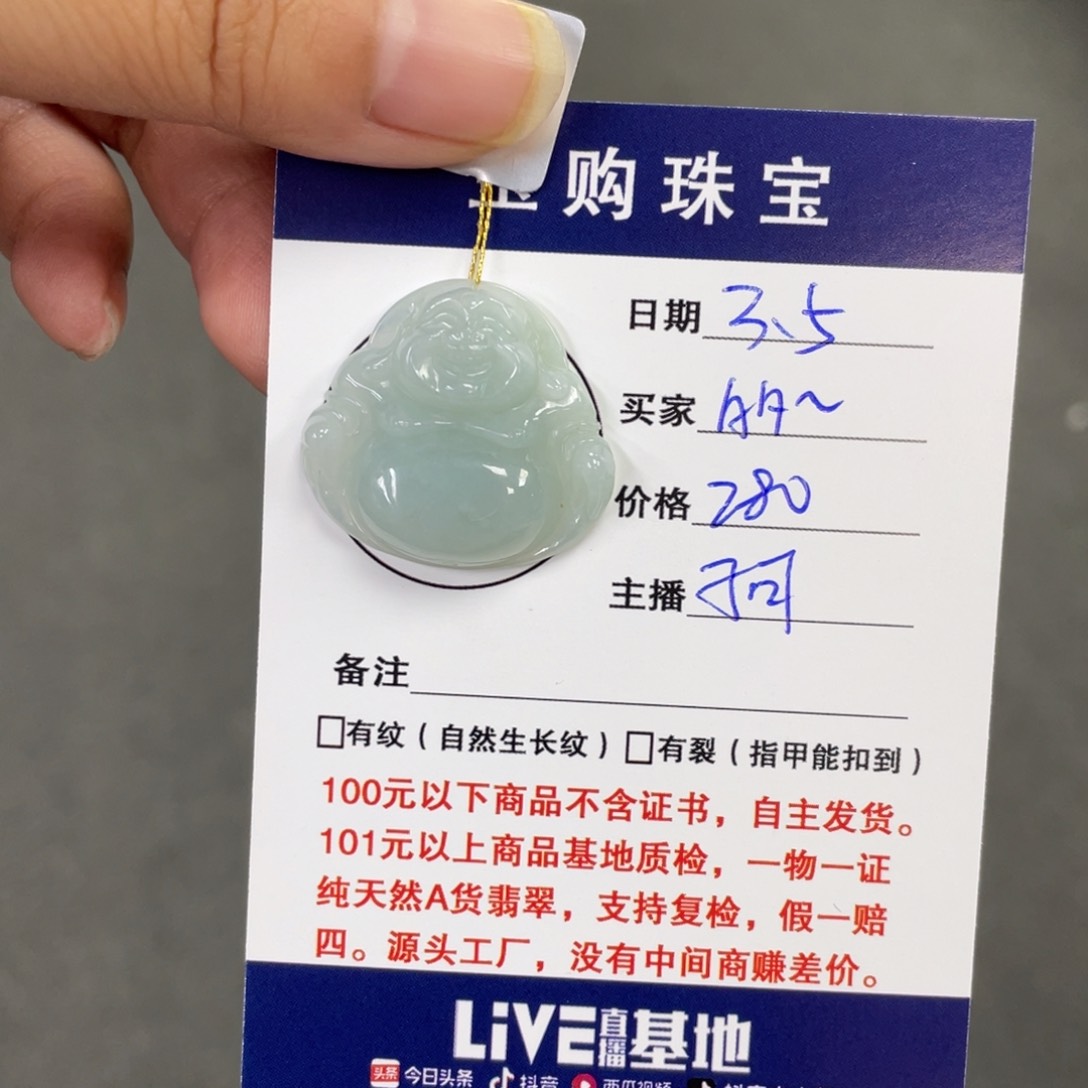 购珠宝
日期 3.5
买家 明~
价格 280
主播
备注
□有纹（自然生长纹）□有裂（指甲能扣到）
100元以下商品不含证书，自主发货。
101元以上商品基地质检，一物一证
纯天然A货翡翠，支持复检，假一赔
四。源头工厂，没有中间商赚差价。
LiVE直播基地
头条 今日头条 抖音 西瓜视频